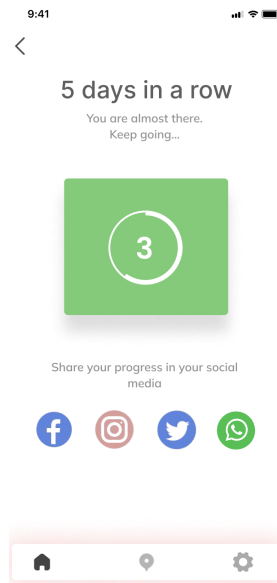 9:41
5 days in a row
You are almost there.
Keep going...
3
Share your progress in your social
media